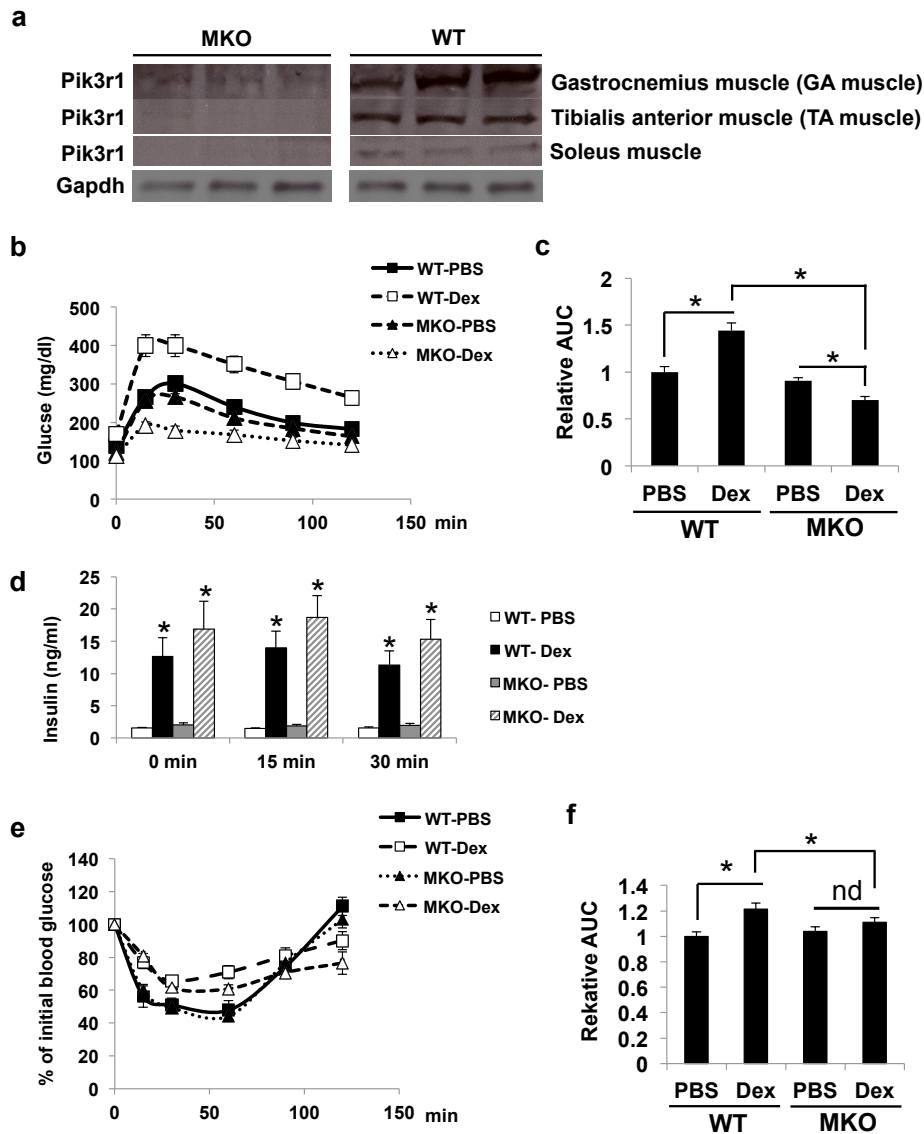 a
MKO WT
Pik3r1 Gastrocnemius muscle (GA muscle)
Pik3r1 Tibialis anterior muscle (TA muscle)
Pik3r1 Soleus muscle
Gapdh
b
WT-PBS
WT-Dex
MKO-PBS
MKO-Dex
Glucse (mg/dl)
500
400
300
200
100
0
0 50 100 150 min
c
Relative AUC
2
1.5
1
0.5
0
* * *
PBS Dex PBS Dex
WT MKO
d
Insulin (ng/ml)
25
20
15
10
5
0
* * * * * *
0 min 15 min 30 min
WT- PBS
WT- Dex
MKO- PBS
MKO- Dex
e
WT-PBS
WT-Dex
MKO-PBS
MKO-Dex
% of initial blood glucose
140
120
100
80
60
40
20
0
0 50 100 150 min
f
Rekative AUC
1.4
1.2
1
0.8
0.6
0.4
0.2
0
* * nd
PBS Dex PBS Dex
WT MKO